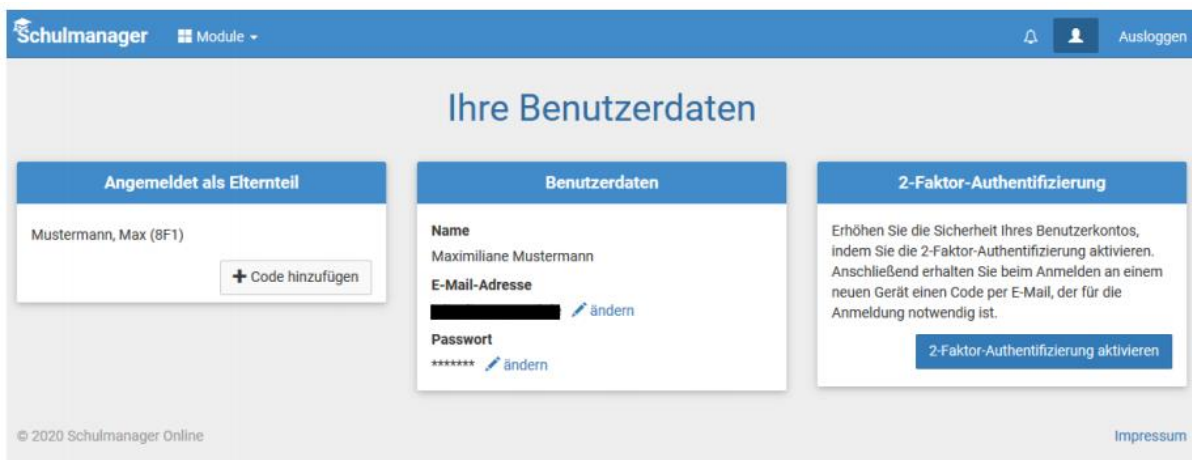 Schulmanager Module Ausloggen
Ihre Benutzerdaten
Angemeldet als Elternteil
Mustermann, Max (8F1)
Code hinzufügen
Benutzerdaten
Name
Maximiliane Mustermann
E-Mail-Adresse
ändern
Passwort
******* ändern
2-Faktor-Authentifizierung
Erhöhen Sie die Sicherheit Ihres Benutzerkontos,
indem Sie die 2-Faktor-Authentifizierung aktivieren.
Anschließend erhalten Sie beim Anmelden an einem
neuen Gerät einen Code per E-Mail, der für die
Anmeldung notwendig ist.
2-Faktor-Authentifizierung aktivieren
© 2020 Schulmanager Online
Impressum